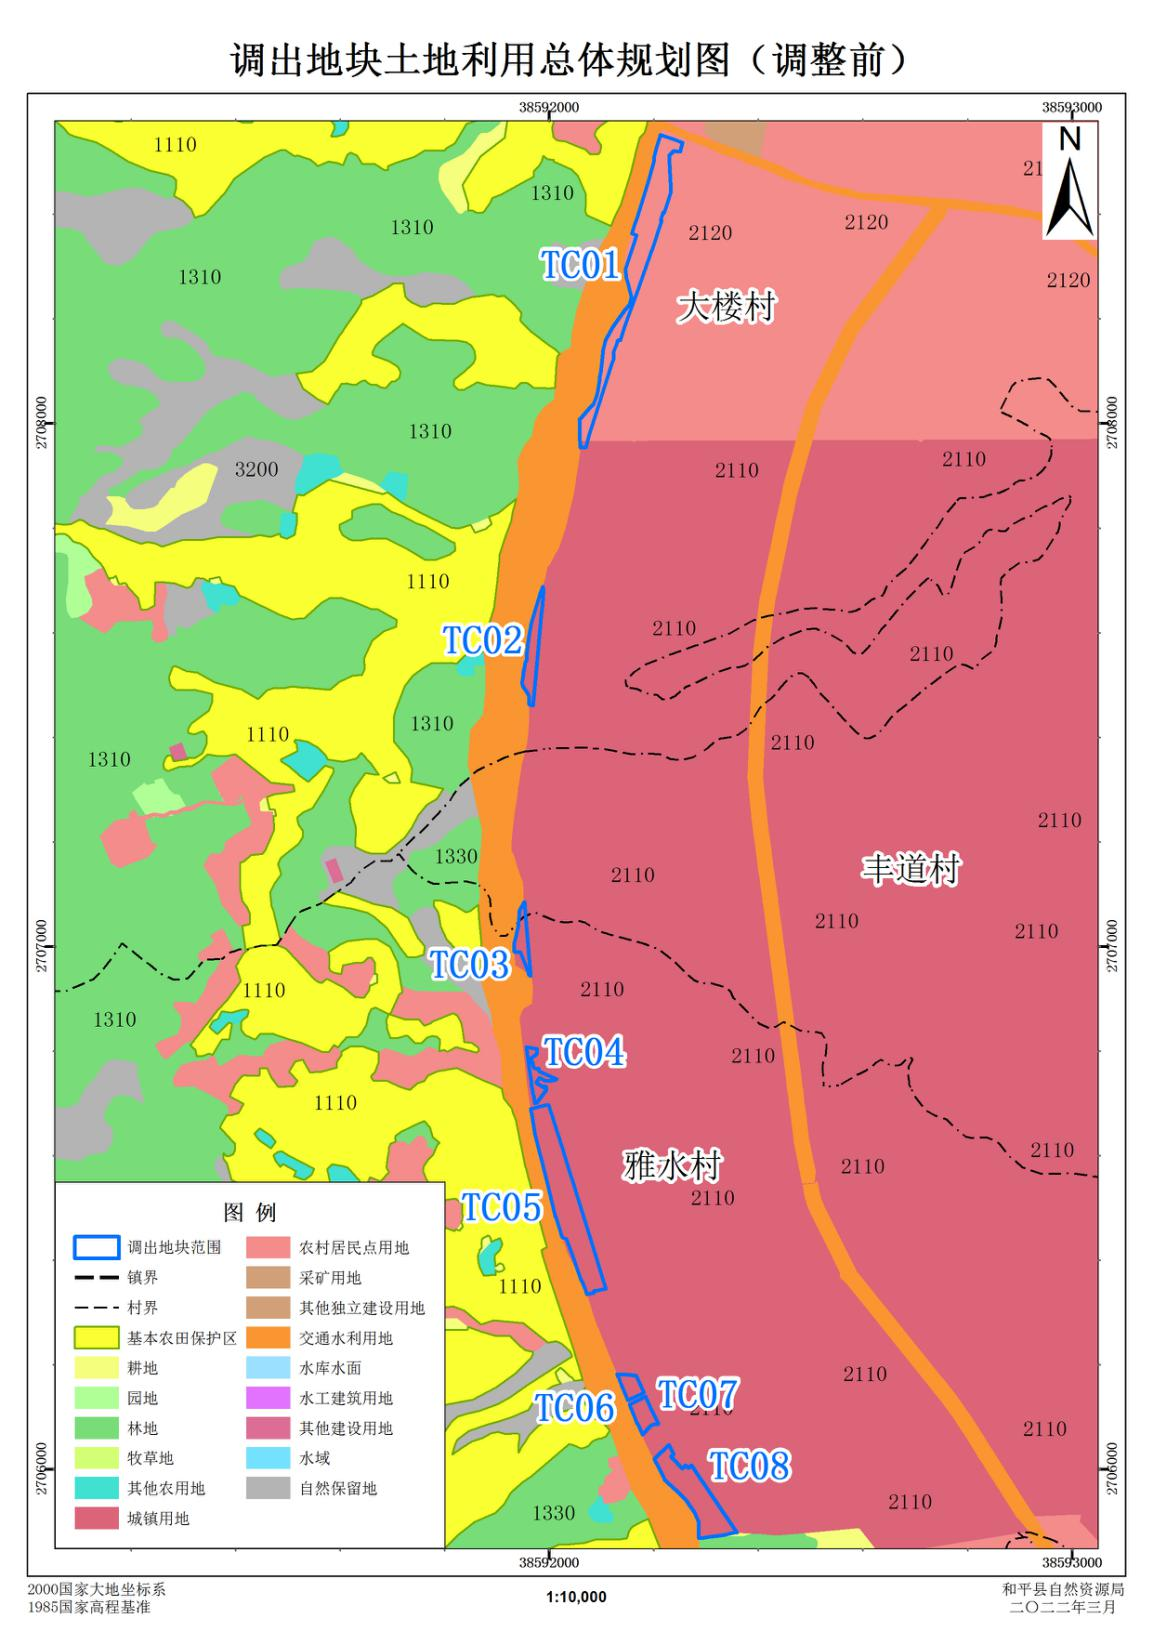 调出地块土地利用总体规划图（调整前）
38592000
38593000
1110
21
N
1310
1310
2120
2120
TC01
1310
2120
大楼村
2708000
2708000
1310
3200
2110
2110
1110
2110
TC02
2110
1310
1110
2110
1310
2110
1330
2110
丰道村
2110
2110
2707000
2707000
TC03
1110
2110
1310
TC04
2110
1110
2110
雅水村
2110
2110
TC05
1110
2110
TC07
TC06
2110
2110
TC08
2706000
2706000
2110
1330
图 例
调出地块范围
农村居民点用地
镇界
采矿用地
村界
其他独立建设用地
基本农田保护区
交通水利用地
耕地
水库水面
园地
水工建筑用地
林地
其他建设用地
牧草地
水域
其他农用地
自然保留地
城镇用地
38592000
38593000
2000国家大地坐标系
1985国家高程基准
1:10,000
和平县自然资源局
二〇二二年三月